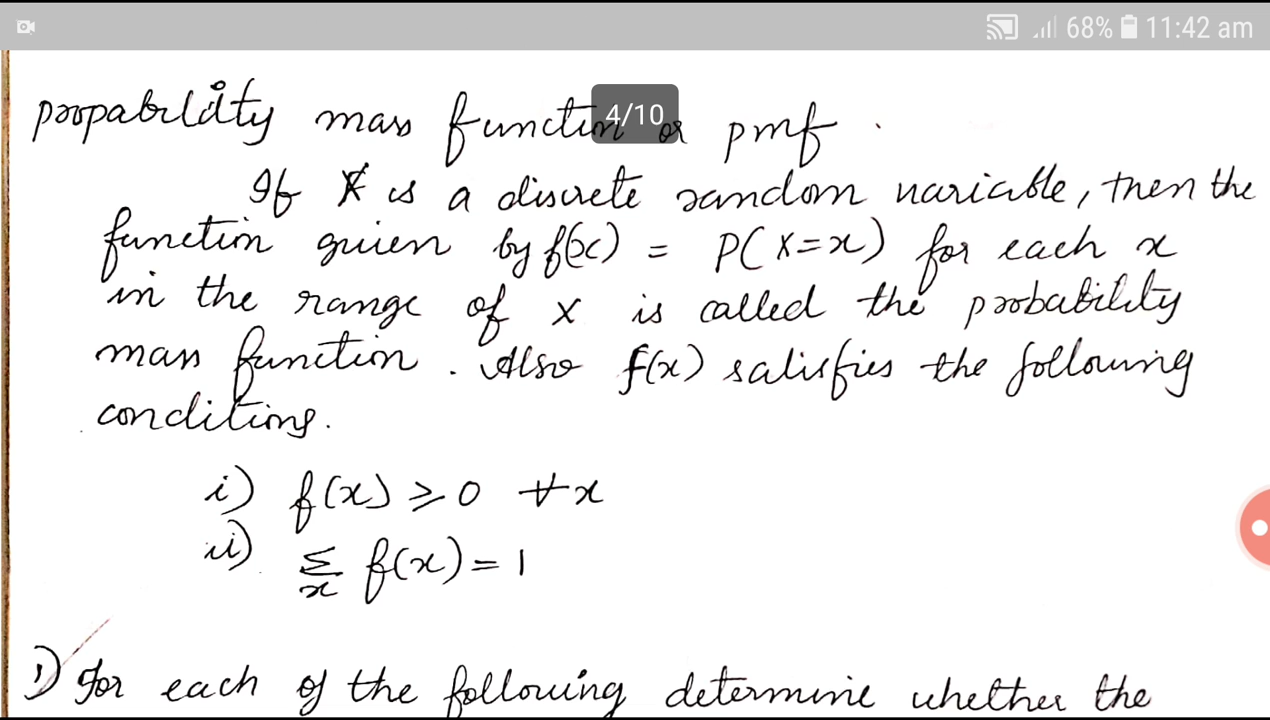 68% 11:42 am
4/10
propability mass function or pmf.
If X is a discrete random variable, then the
function given by f(x) = P(X=x) for each x
in the range of X is called the probability
mass function. Also f(x) satisfies the following
conditions.
i) f(x) ≥ 0 ∀x
ii) Σ f(x) = 1
x
1) For each of the following determine whether the